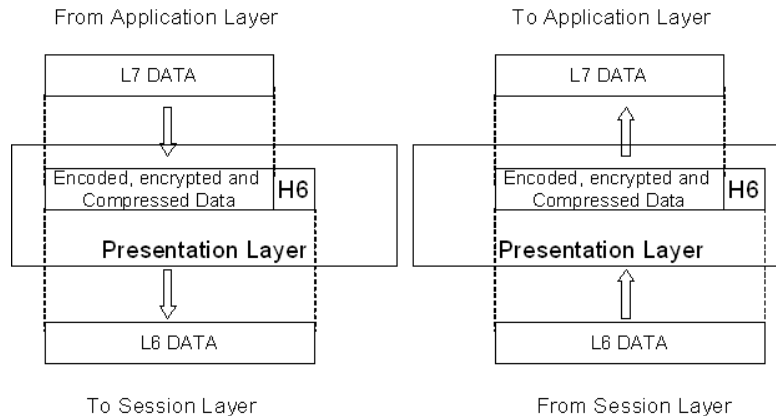 From Application Layer
L7 DATA
Encoded, encrypted and
Compressed Data
H6
Presentation Layer
L6 DATA
To Session Layer
To Application Layer
L7 DATA
Encoded, encrypted and
Compressed Data
H6
Presentation Layer
L6 DATA
From Session Layer